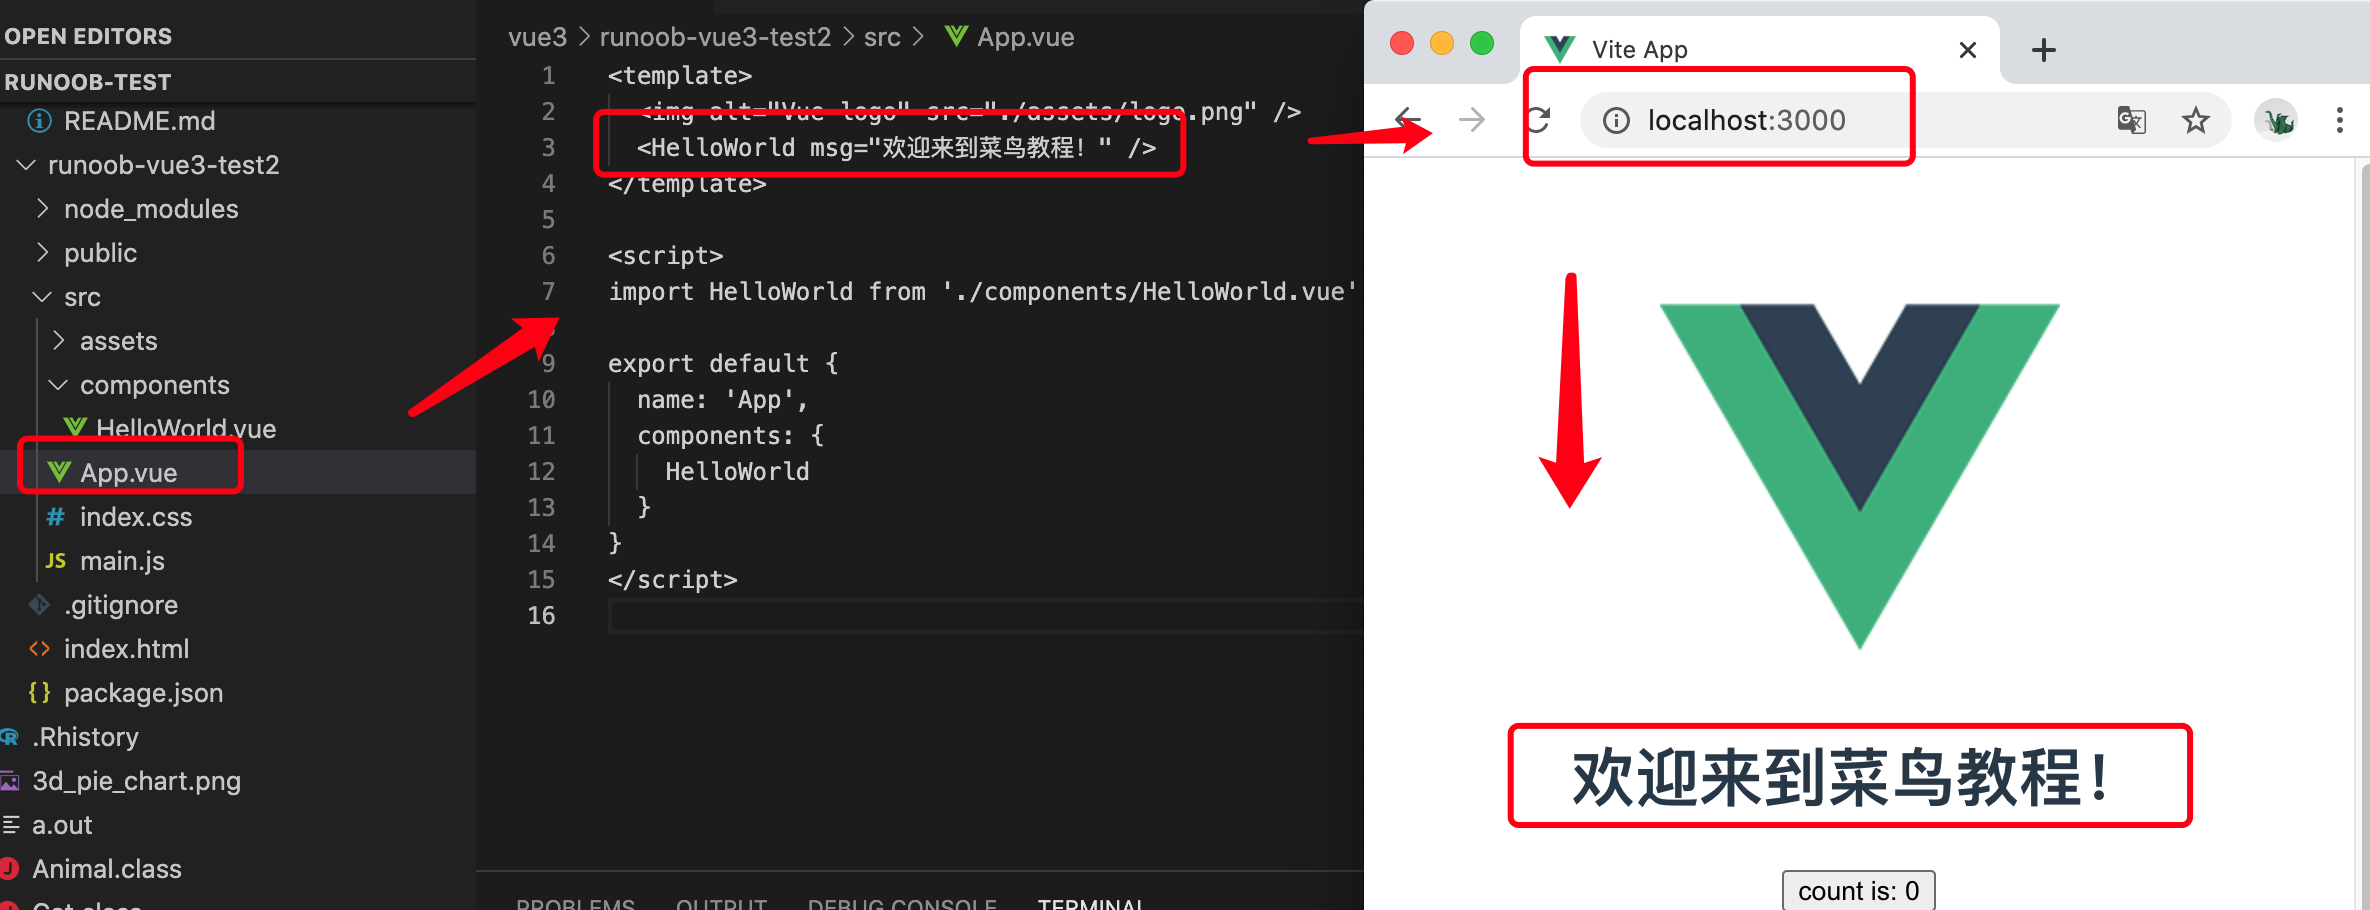 OPEN EDITORS
RUNOOB-TEST
README.md
runoob-vue3-test2
node_modules
public
src
assets
components
HelloWorld.vue
App.vue
index.css
main.js
.gitignore
index.html
package.json
.Rhistory
3d_pie_chart.png
a.out
Animal.class
Cat.class
vue3 > runoob-vue3-test2 > src > App.vue
1 <template>
2 <img alt="Vue logo" src="./assets/logo.png" />
3 <HelloWorld msg="欢迎来到菜鸟教程！" />
4 </template>
5
6 <script>
7 import HelloWorld from './components/HelloWorld.vue'
9 export default {
10 name: 'App',
11 components: {
12 HelloWorld
13 }
14 }
15 </script>
16
PROBLEMS OUTPUT DEBUG CONSOLE TERMINAL
Vite App
localhost:3000
欢迎来到菜鸟教程！
count is: 0